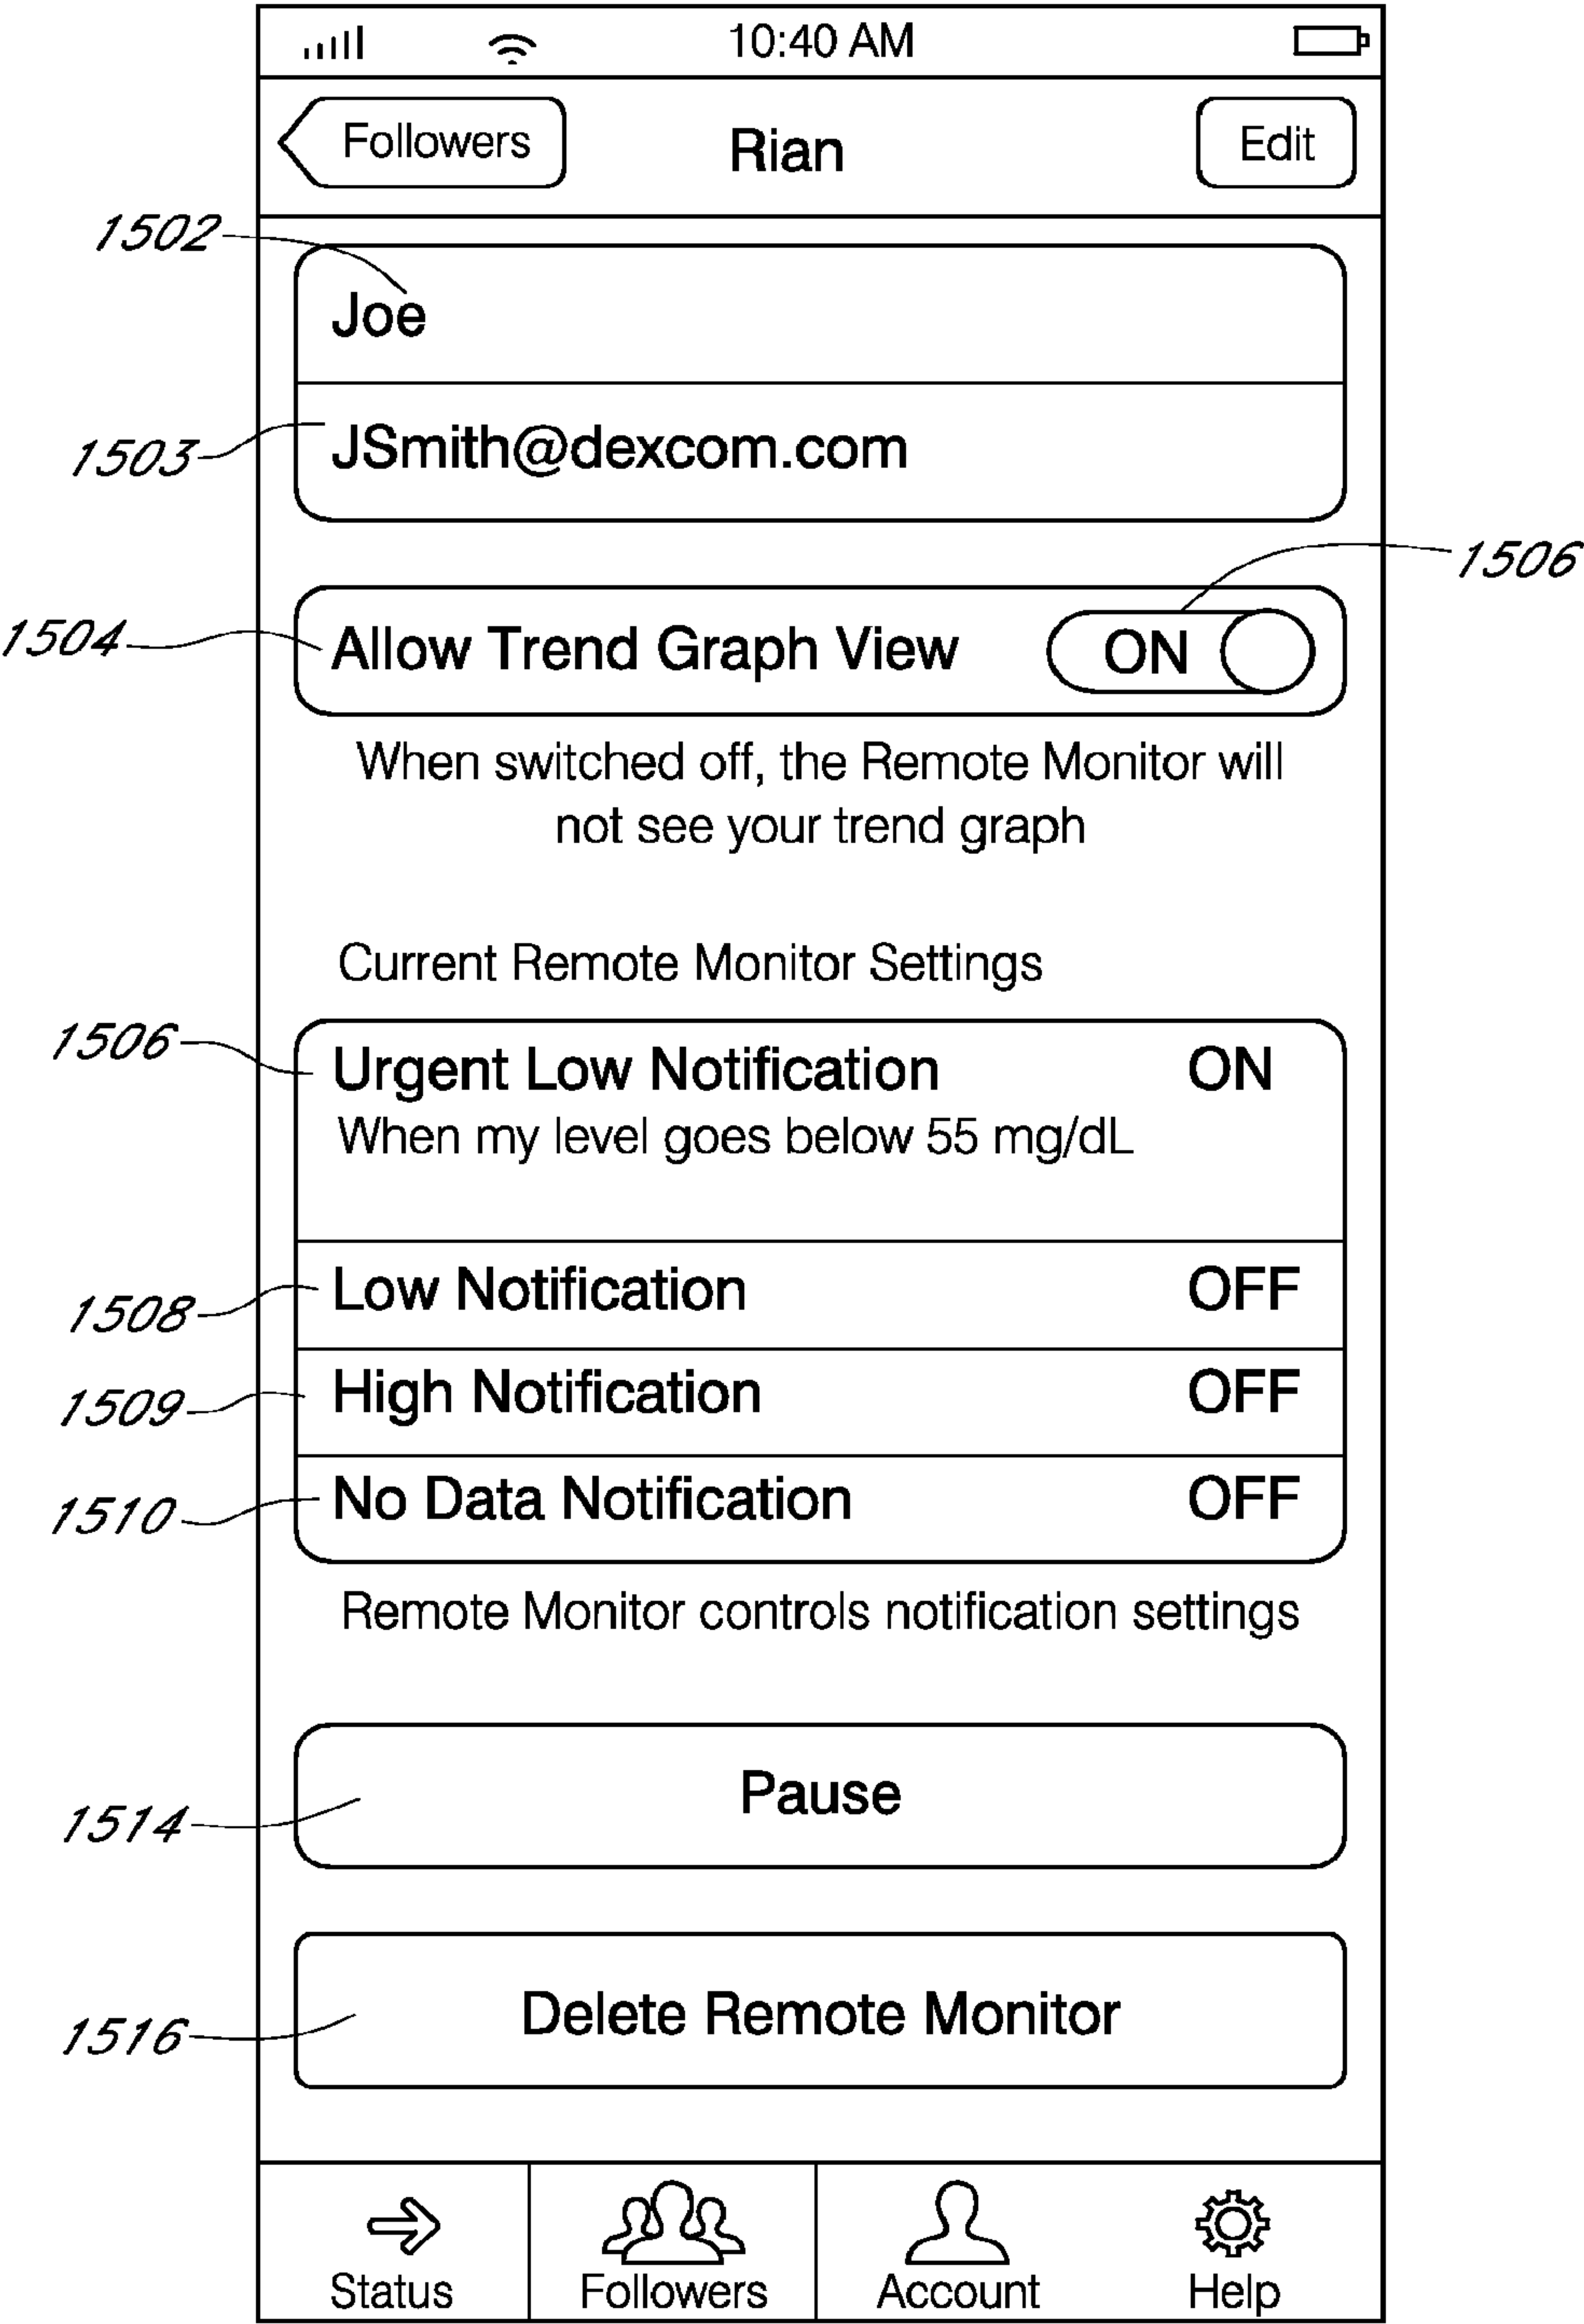 10:40 AM
Followers
Rian
Edit
1502
Joe
1503
JSmith@dexcom.com
1506
1504
Allow Trend Graph View
ON
When switched off, the Remote Monitor will
not see your trend graph
Current Remote Monitor Settings
1506
Urgent Low Notification
ON
When my level goes below 55 mg/dL
1508
Low Notification
OFF
1509
High Notification
OFF
1510
No Data Notification
OFF
Remote Monitor controls notification settings
1514
Pause
1516
Delete Remote Monitor
Status
Followers
Account
Help